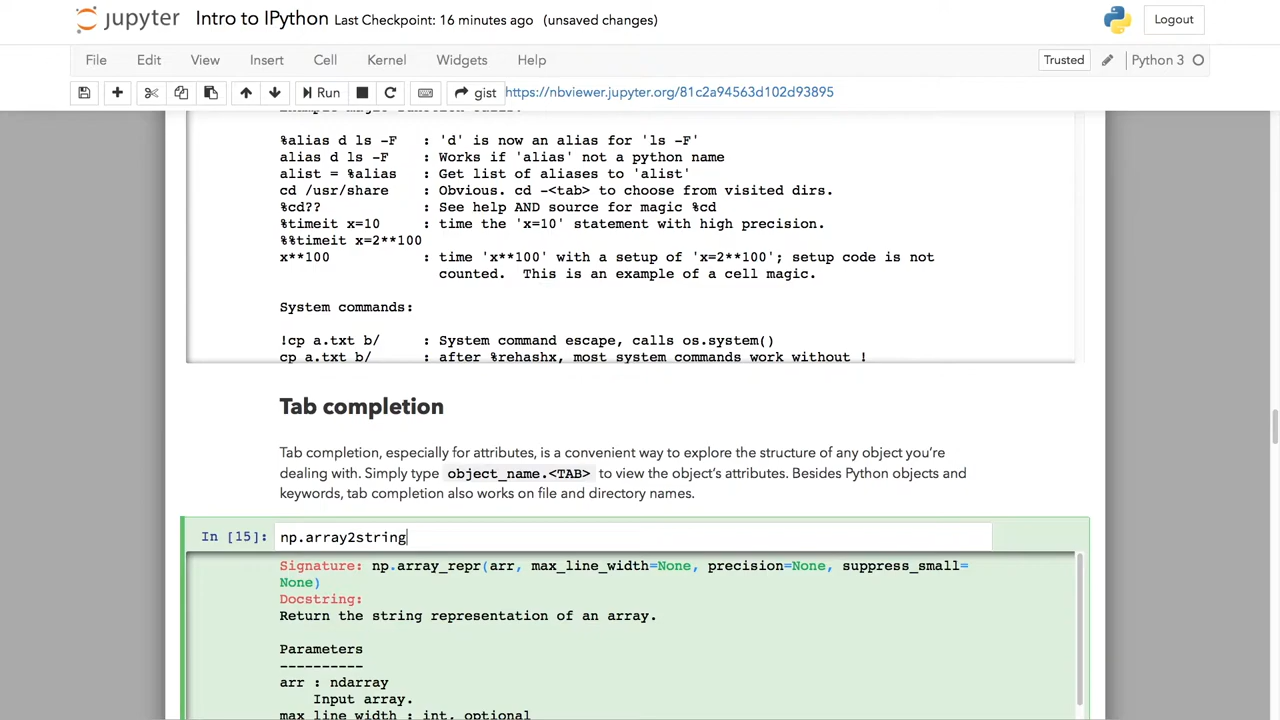 jupyter Intro to IPython Last Checkpoint: 16 minutes ago (unsaved changes) Logout
File Edit View Insert Cell Kernel Widgets Help Trusted Python 3
Run gist https://nbviewer.jupyter.org/81c2a94563d102d93895
Example magic function calls:
%alias d ls -F : 'd' is now an alias for 'ls -F'
alias d ls -F : Works if 'alias' not a python name
alist = %alias : Get list of aliases to 'alist'
cd /usr/share : Obvious. cd -<tab> to choose from visited dirs.
%cd?? : See help AND source for magic %cd
%timeit x=10 : time the 'x=10' statement with high precision.
%%timeit x=2**100
x**100 : time 'x**100' with a setup of 'x=2**100'; setup code is not
counted. This is an example of a cell magic.
System commands:
!cp a.txt b/ : System command escape, calls os.system()
cp a.txt b/ : after %rehashx, most system commands work without !
Tab completion
Tab completion, especially for attributes, is a convenient way to explore the structure of any object you're
dealing with. Simply type object_name.<TAB> to view the object's attributes. Besides Python objects and
keywords, tab completion also works on file and directory names.
In [15]: np.array2string
Signature: np.array_repr(arr, max_line_width=None, precision=None, suppress_small=
None)
Docstring:
Return the string representation of an array.
Parameters
----------
arr : ndarray
Input array.
max_line_width : int, optional